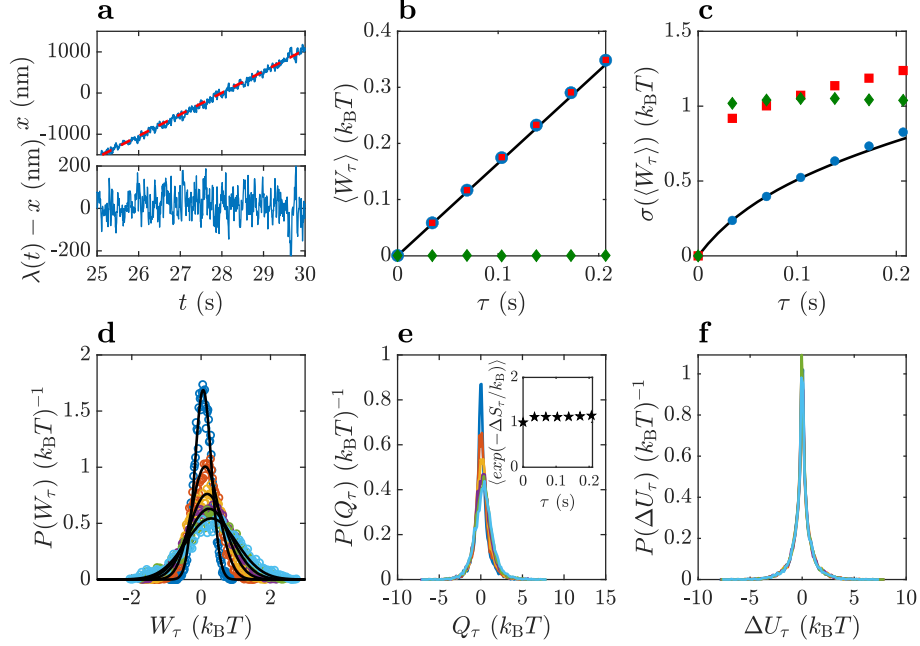 a
x (nm)
1000
0
-1000
λ(t) − x (nm)
200
0
-200
25 26 27 28 29 30
t (s)
b
⟨Wτ⟩ (kBT)
0.4
0.3
0.2
0.1
0
0 0.1 0.2
τ (s)
c
σ(⟨Wτ⟩) (kBT)
1.5
1
0.5
0
0 0.1 0.2
τ (s)
d
P(Wτ) (kBT)⁻¹
2
1.5
1
0.5
0
-2 0 2
Wτ (kBT)
e
P(Qτ) (kBT)⁻¹
1
0.8
0.6
0.4
0.2
0
-10 -5 0 5 10 15
Qτ (kBT)
⟨exp(−ΔSτ/kB)⟩
2
1
0
0 0.1 0.2
τ (s)
f
P(ΔUτ) (kBT)⁻¹
1
0.8
0.6
0.4
0.2
0
-10 -5 0 5 10
ΔUτ (kBT)